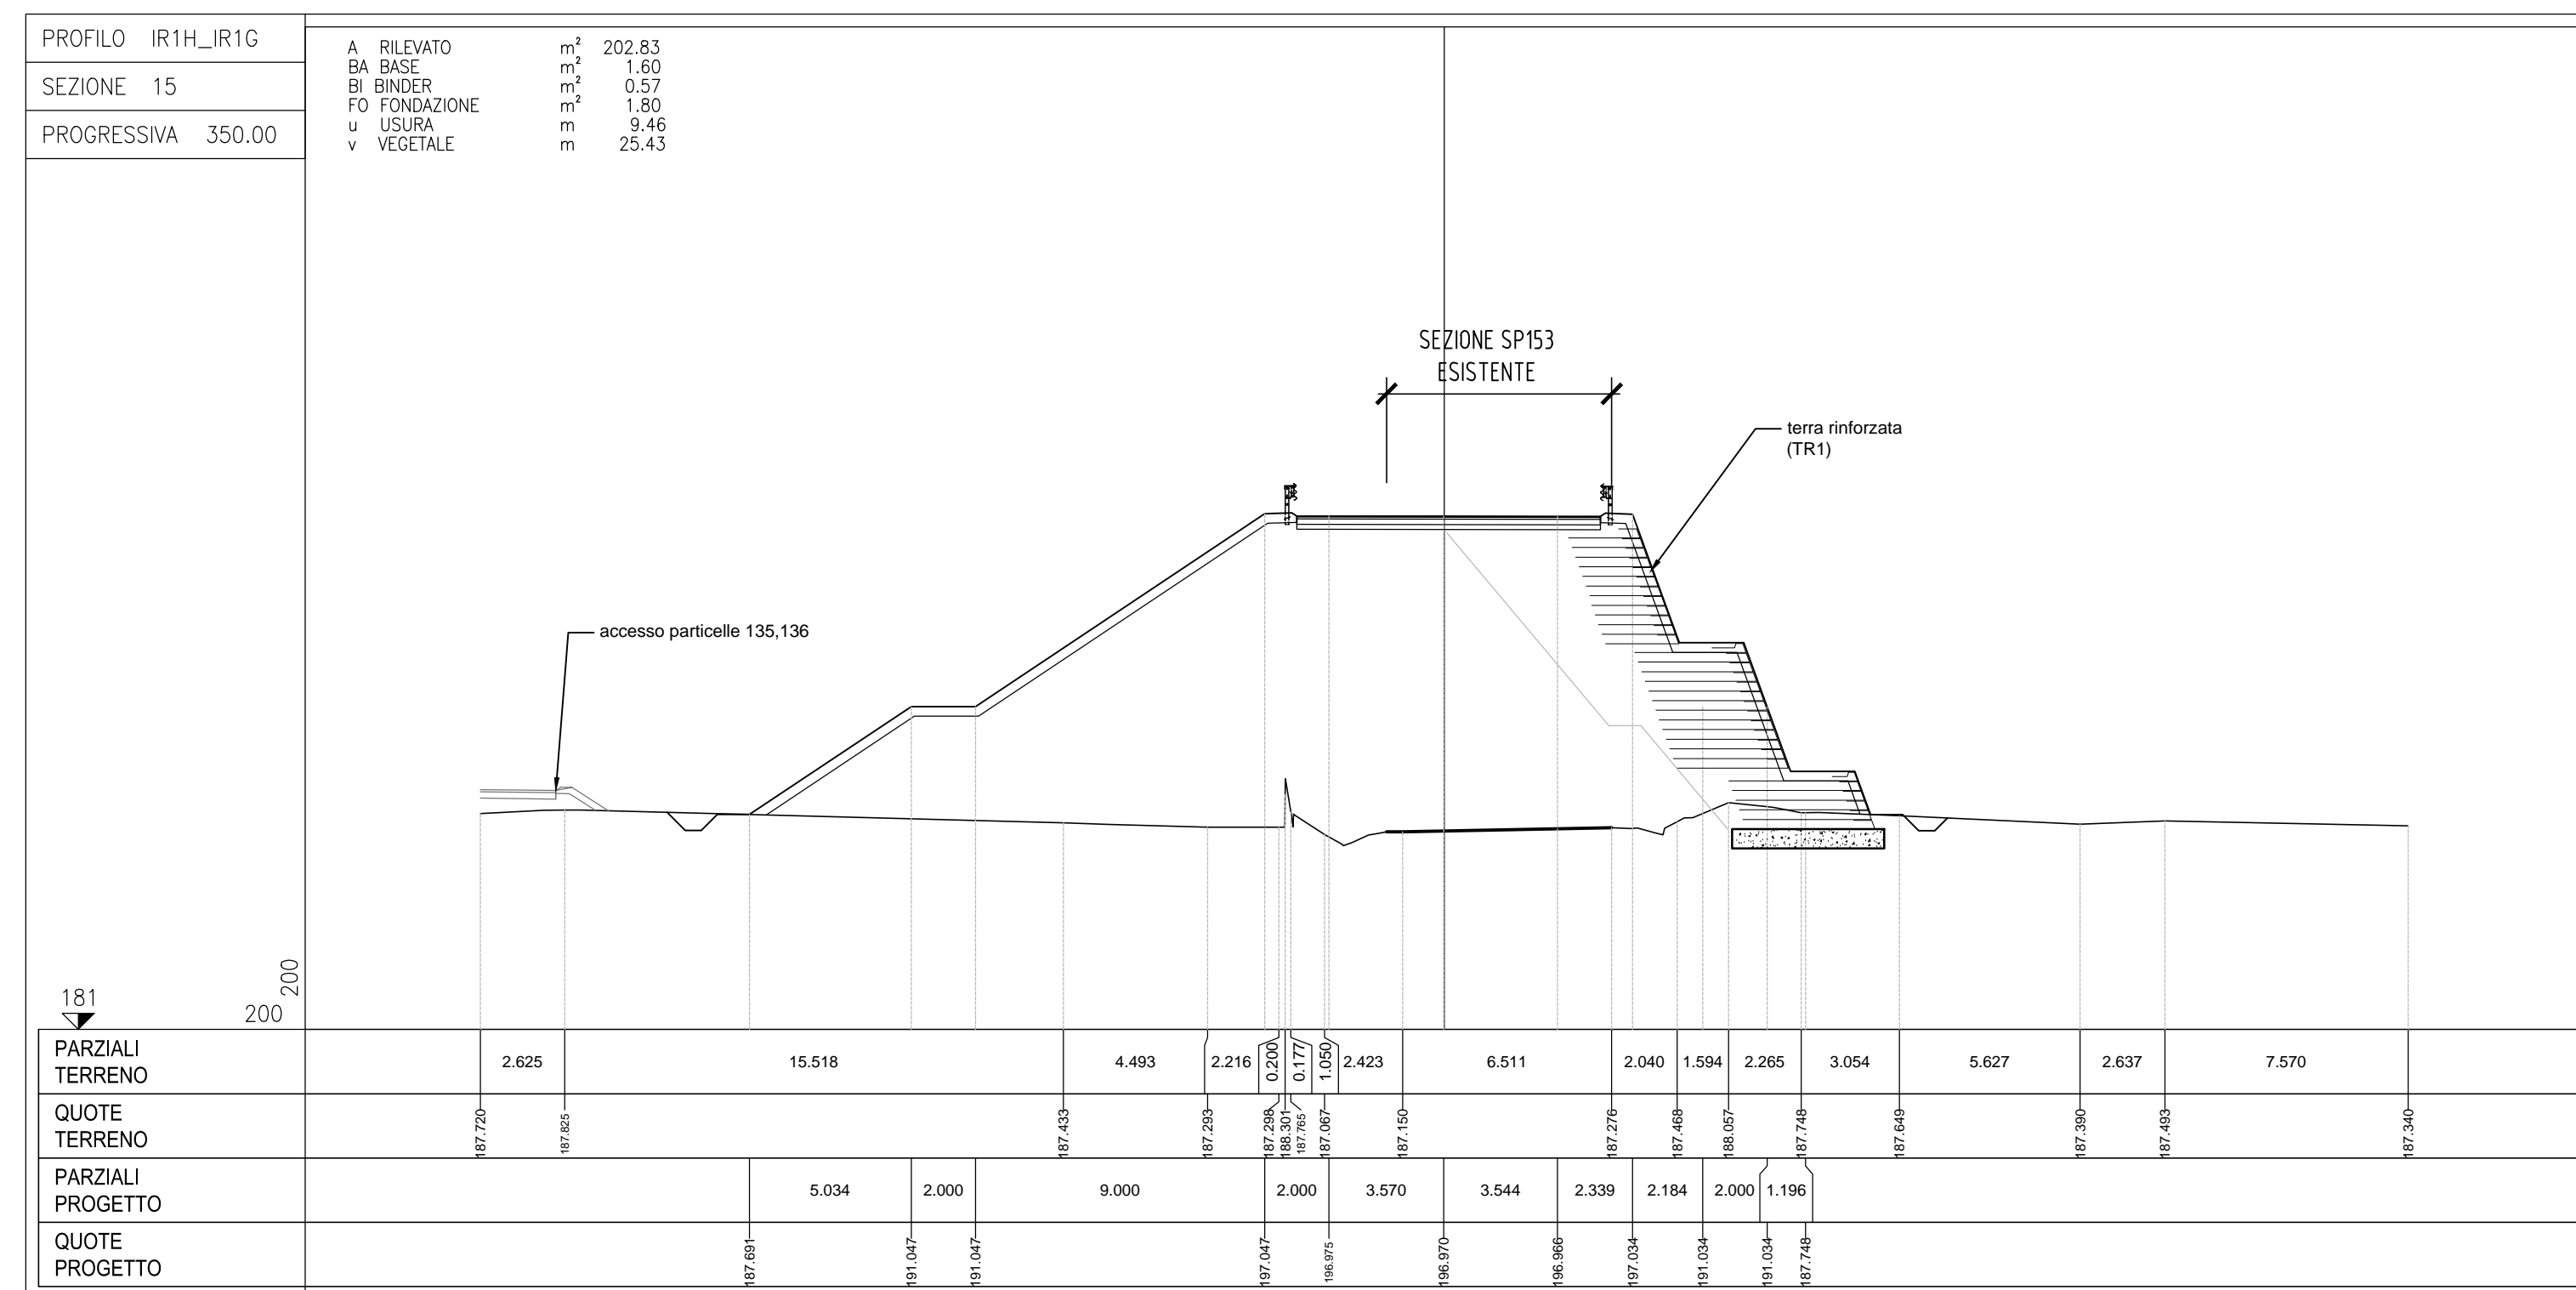 PROFILO IR1H_IR1G
SEZIONE 15
PROGRESSIVA 350.00
A RILEVATO m² 202.83
BA BASE m² 1.60
BI BINDER m² 0.57
FO FONDAZIONE m² 1.80
u USURA m 9.46
v VEGETALE m 25.43
SEZIONE SP153
ESISTENTE
terra rinforzata
(TR1)
accesso particelle 135,136
181
200
200
PARZIALI
TERRENO
2.625 15.518 4.493 2.216 0.200 0.177 1.050 2.423 6.511 2.040 1.594 2.265 3.054 5.627 2.637 7.570
QUOTE
TERRENO
187.720 187.825 187.433 187.293 187.298 188.301 187.765 187.067 187.150 187.276 187.468 188.057 187.748 187.649 187.390 187.493 187.340
PARZIALI
PROGETTO
5.034 2.000 9.000 2.000 3.570 3.544 2.339 2.184 2.000 1.196
QUOTE
PROGETTO
187.691 191.047 191.047 197.047 196.975 196.970 196.966 197.034 191.034 191.034 187.748